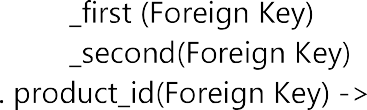 _first (Foreign Key)
_second(Foreign Key)
. product_id(Foreign Key) ->